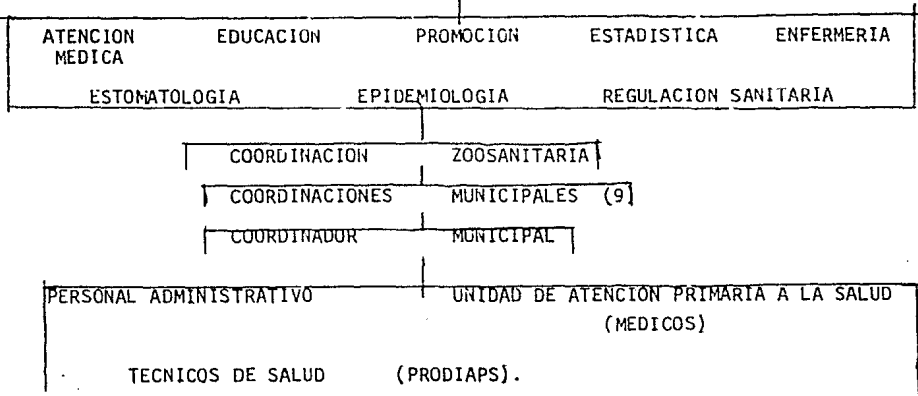 ATENCION EDUCACION PROMOCION ESTADISTICA ENFERMERIA
MEDICA
ESTOMATOLOGIA EPIDEMIOLOGIA REGULACION SANITARIA
COORDINACION ZOOSANITARIA
COORDINACIONES MUNICIPALES (9)
COORDINADOR MUNICIPAL
PERSONAL ADMINISTRATIVO UNIDAD DE ATENCION PRIMARIA A LA SALUD
(MEDICOS)
TECNICOS DE SALUD (PRODIAPS).